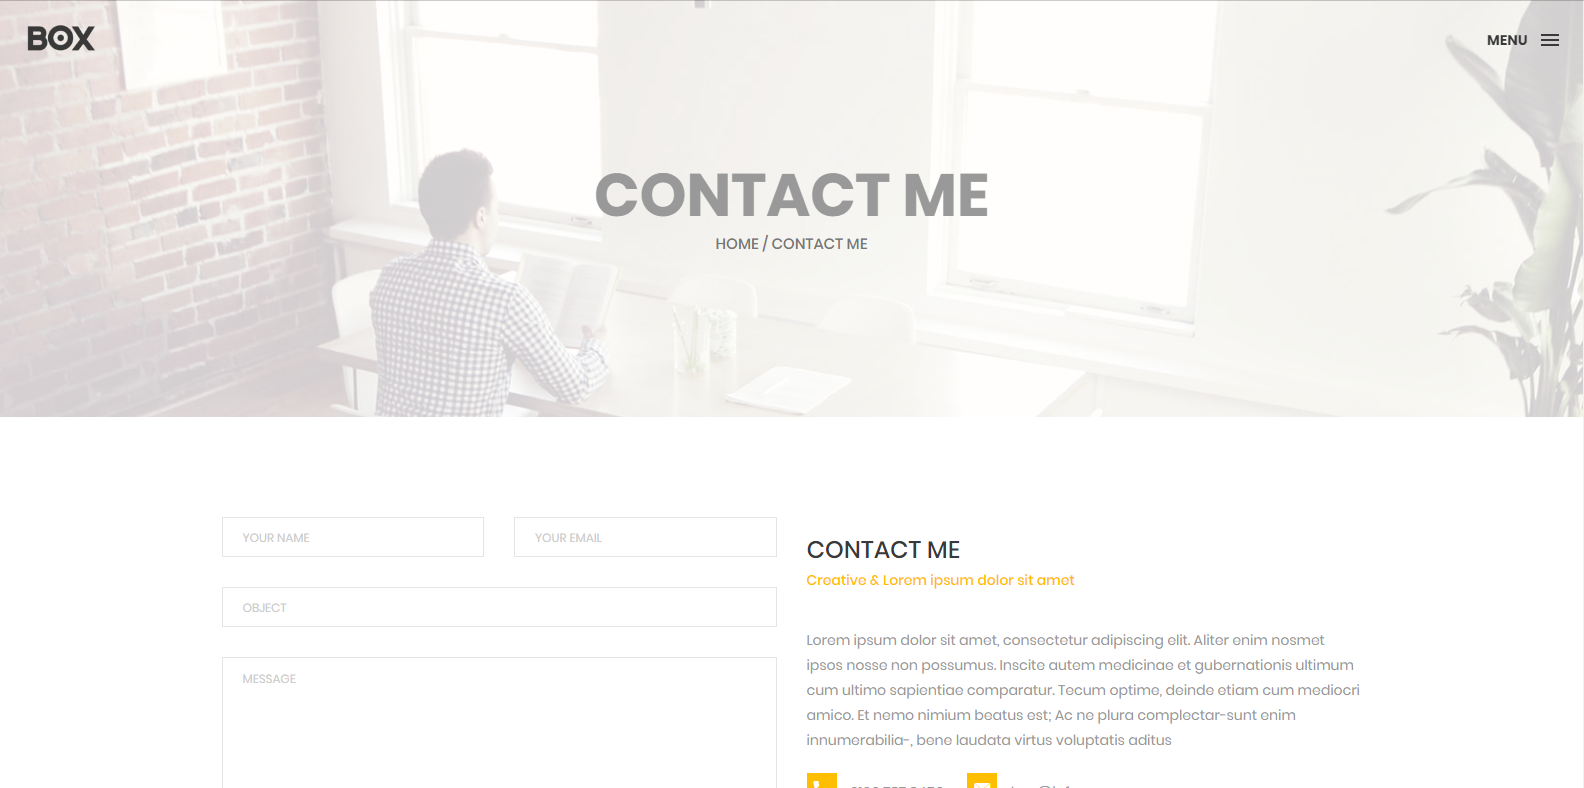 BOX
MENU
CONTACT ME
HOME / CONTACT ME
YOUR NAME
YOUR EMAIL
OBJECT
MESSAGE
CONTACT ME
Creative & Lorem ipsum dolor sit amet
Lorem ipsum dolor sit amet, consectetur adipiscing elit. Aliter enim nosmet
ipsos nosse non possumus. Inscite autem medicinae et gubernationis ultimum
cum ultimo sapientiae comparatur. Tecum optime, deinde etiam cum mediocri
amico. Et nemo nimium beatus est; Ac ne plura complectar-sunt enim
innumerabilia-, bene laudata virtus voluptatis aditus